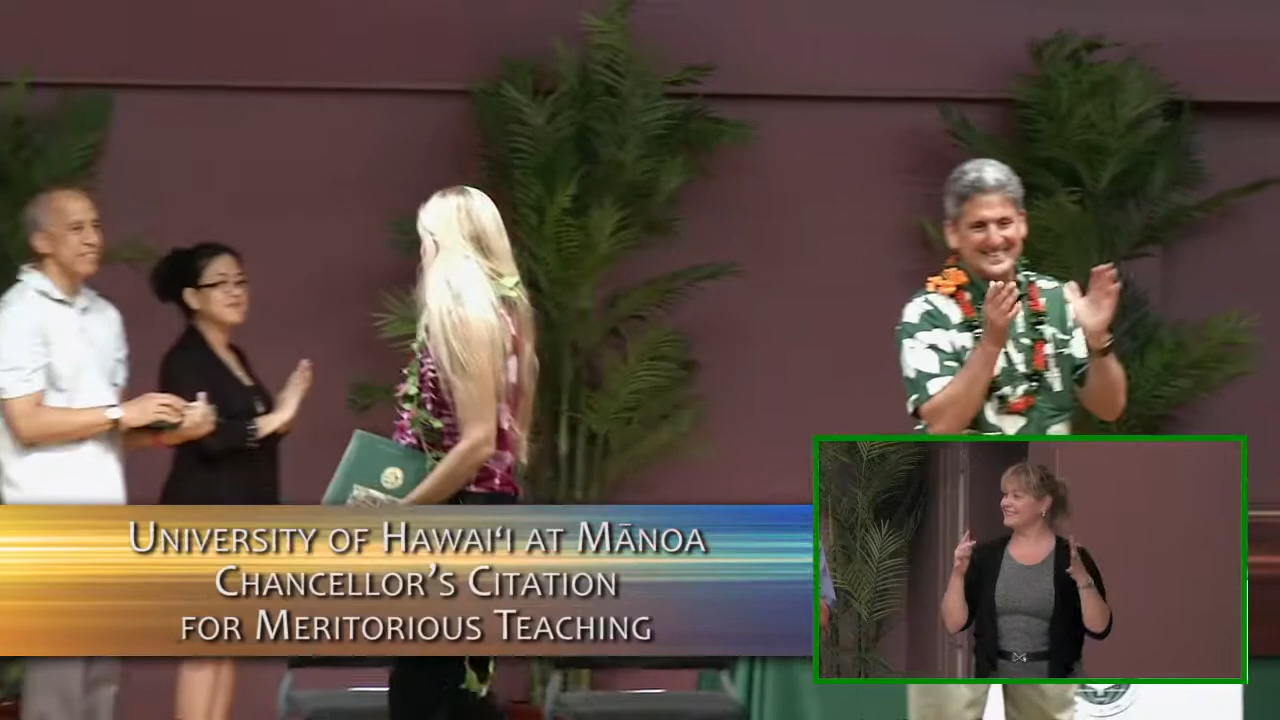 University of Hawaiʻi at Mānoa
Chancellor's Citation
for Meritorious Teaching